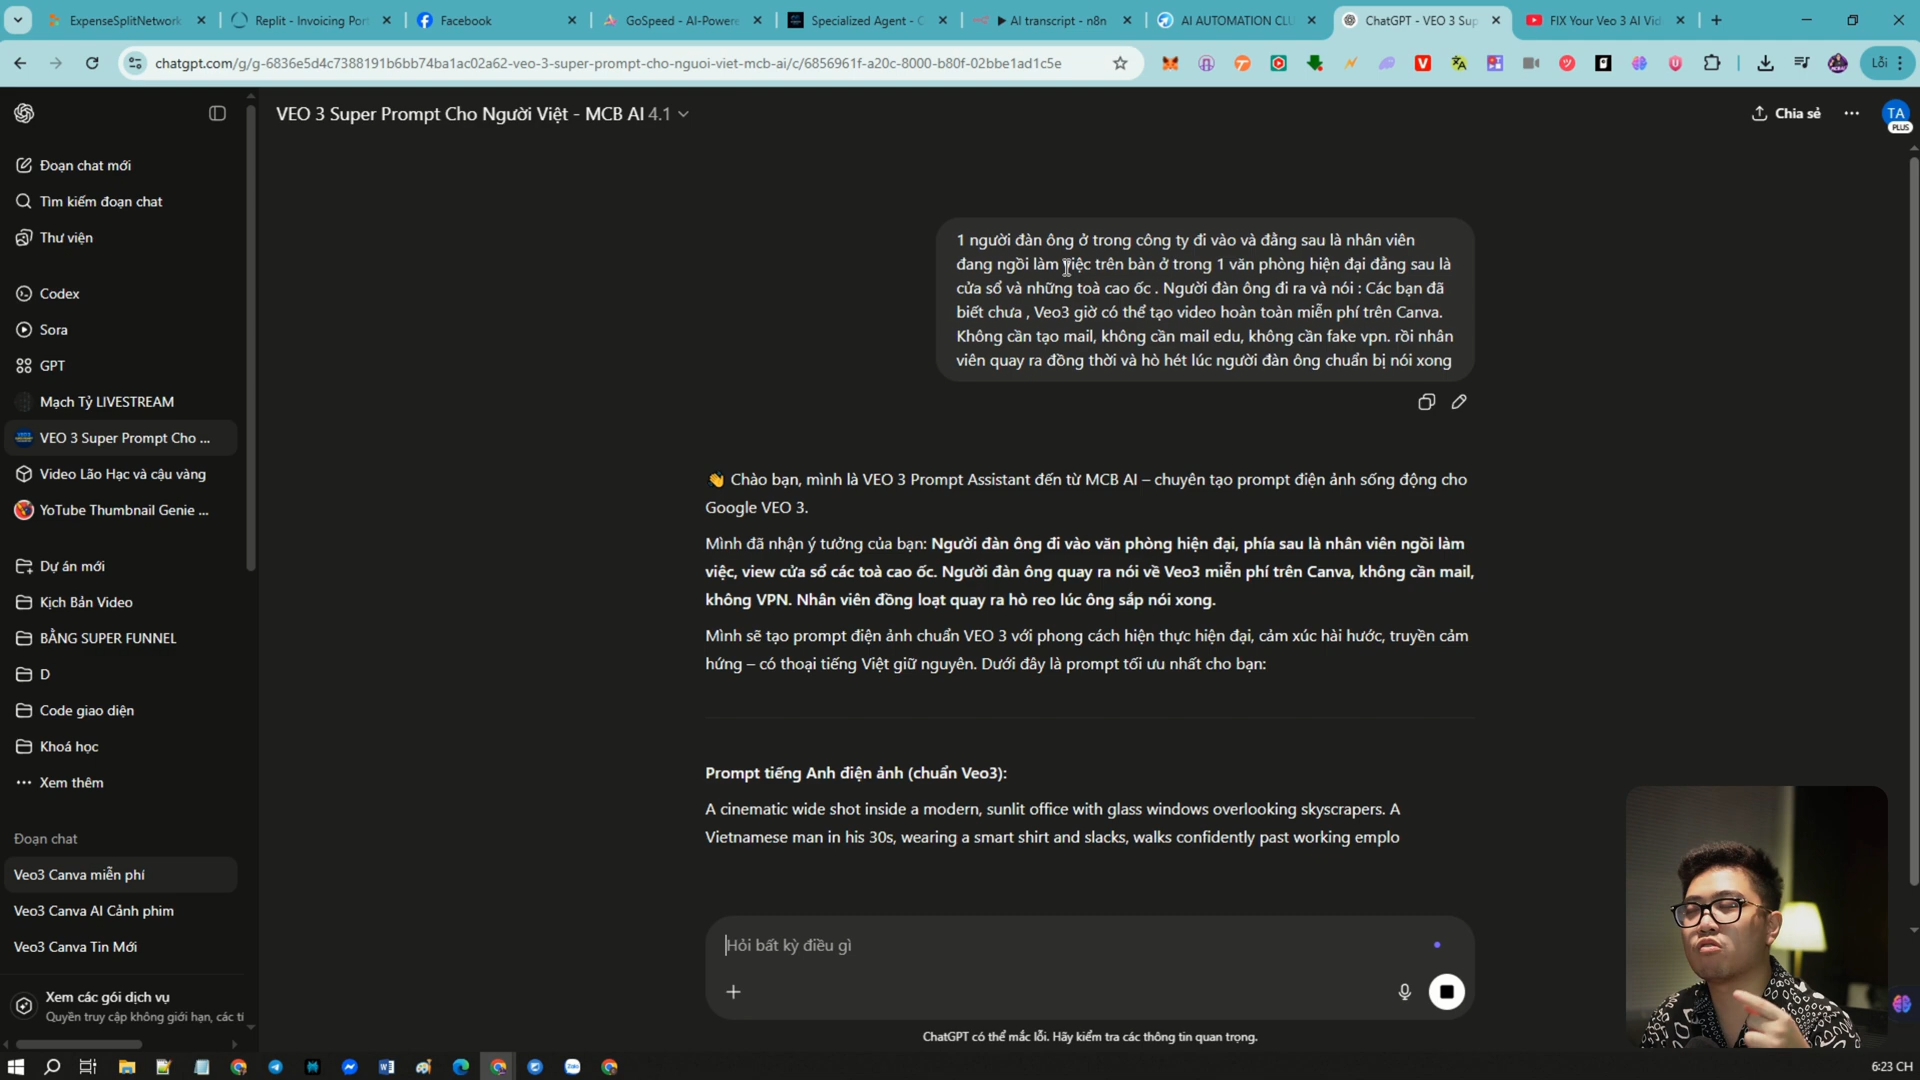 ExpenseSplitNetwork
Replit - Invoicing Por
Facebook
GoSpeed - AI-Powere
Specialized Agent - C
AI transcript - n8n
AI AUTOMATION CLU
ChatGPT - VEO 3 Sup
FIX Your Veo 3 AI Vid
chatgpt.com/g/g-6836e5d4c7388191b6bb74ba1ac02a62-veo-3-super-prompt-cho-nguoi-viet-mcb-ai/c/6856961f-a20c-8000-b80f-02bbe1ad1c5e
Lỗi
VEO 3 Super Prompt Cho Người Việt - MCB AI 4.1
Chia sẻ
TA
PLUS
Đoạn chat mới
Tìm kiếm đoạn chat
Thư viện
Codex
Sora
GPT
Mạch Tỷ LIVESTREAM
VEO 3 Super Prompt Cho ...
Video Lão Hạc và cậu vàng
YoTube Thumbnail Genie ...
Dự án mới
Kịch Bản Video
BẰNG SUPER FUNNEL
D
Code giao diện
Khoá học
Xem thêm
Đoạn chat
Veo3 Canva miễn phí
Veo3 Canva AI Cảnh phim
Veo3 Canva Tin Mới
Xem các gói dịch vụ
Quyền truy cập không giới hạn, các tí
1 người đàn ông ở trong công ty đi vào và đằng sau là nhân viên
đang ngồi làm việc trên bàn ở trong 1 văn phòng hiện đại đằng sau là
cửa sổ và những toà cao ốc . Người đàn ông đi ra và nói : Các bạn đã
biết chưa , Veo3 giờ có thể tạo video hoàn toàn miễn phí trên Canva.
Không cần tạo mail, không cần mail edu, không cần fake vpn. rồi nhân
viên quay ra đồng thời và hò hét lúc người đàn ông chuẩn bị nói xong
👋 Chào bạn, mình là VEO 3 Prompt Assistant đến từ MCB AI – chuyên tạo prompt điện ảnh sống động cho
Google VEO 3.
Mình đã nhận ý tưởng của bạn: Người đàn ông đi vào văn phòng hiện đại, phía sau là nhân viên ngồi làm
việc, view cửa sổ các toà cao ốc. Người đàn ông quay ra nói về Veo3 miễn phí trên Canva, không cần mail,
không VPN. Nhân viên đồng loạt quay ra hò reo lúc ông sắp nói xong.
Mình sẽ tạo prompt điện ảnh chuẩn VEO 3 với phong cách hiện thực hiện đại, cảm xúc hài hước, truyền cảm
hứng – có thoại tiếng Việt giữ nguyên. Dưới đây là prompt tối ưu nhất cho bạn:
Prompt tiếng Anh điện ảnh (chuẩn Veo3):
A cinematic wide shot inside a modern, sunlit office with glass windows overlooking skyscrapers. A
Vietnamese man in his 30s, wearing a smart shirt and slacks, walks confidently past working emplo
Hỏi bất kỳ điều gì
ChatGPT có thể mắc lỗi. Hãy kiểm tra các thông tin quan trọng.
6:23 CH